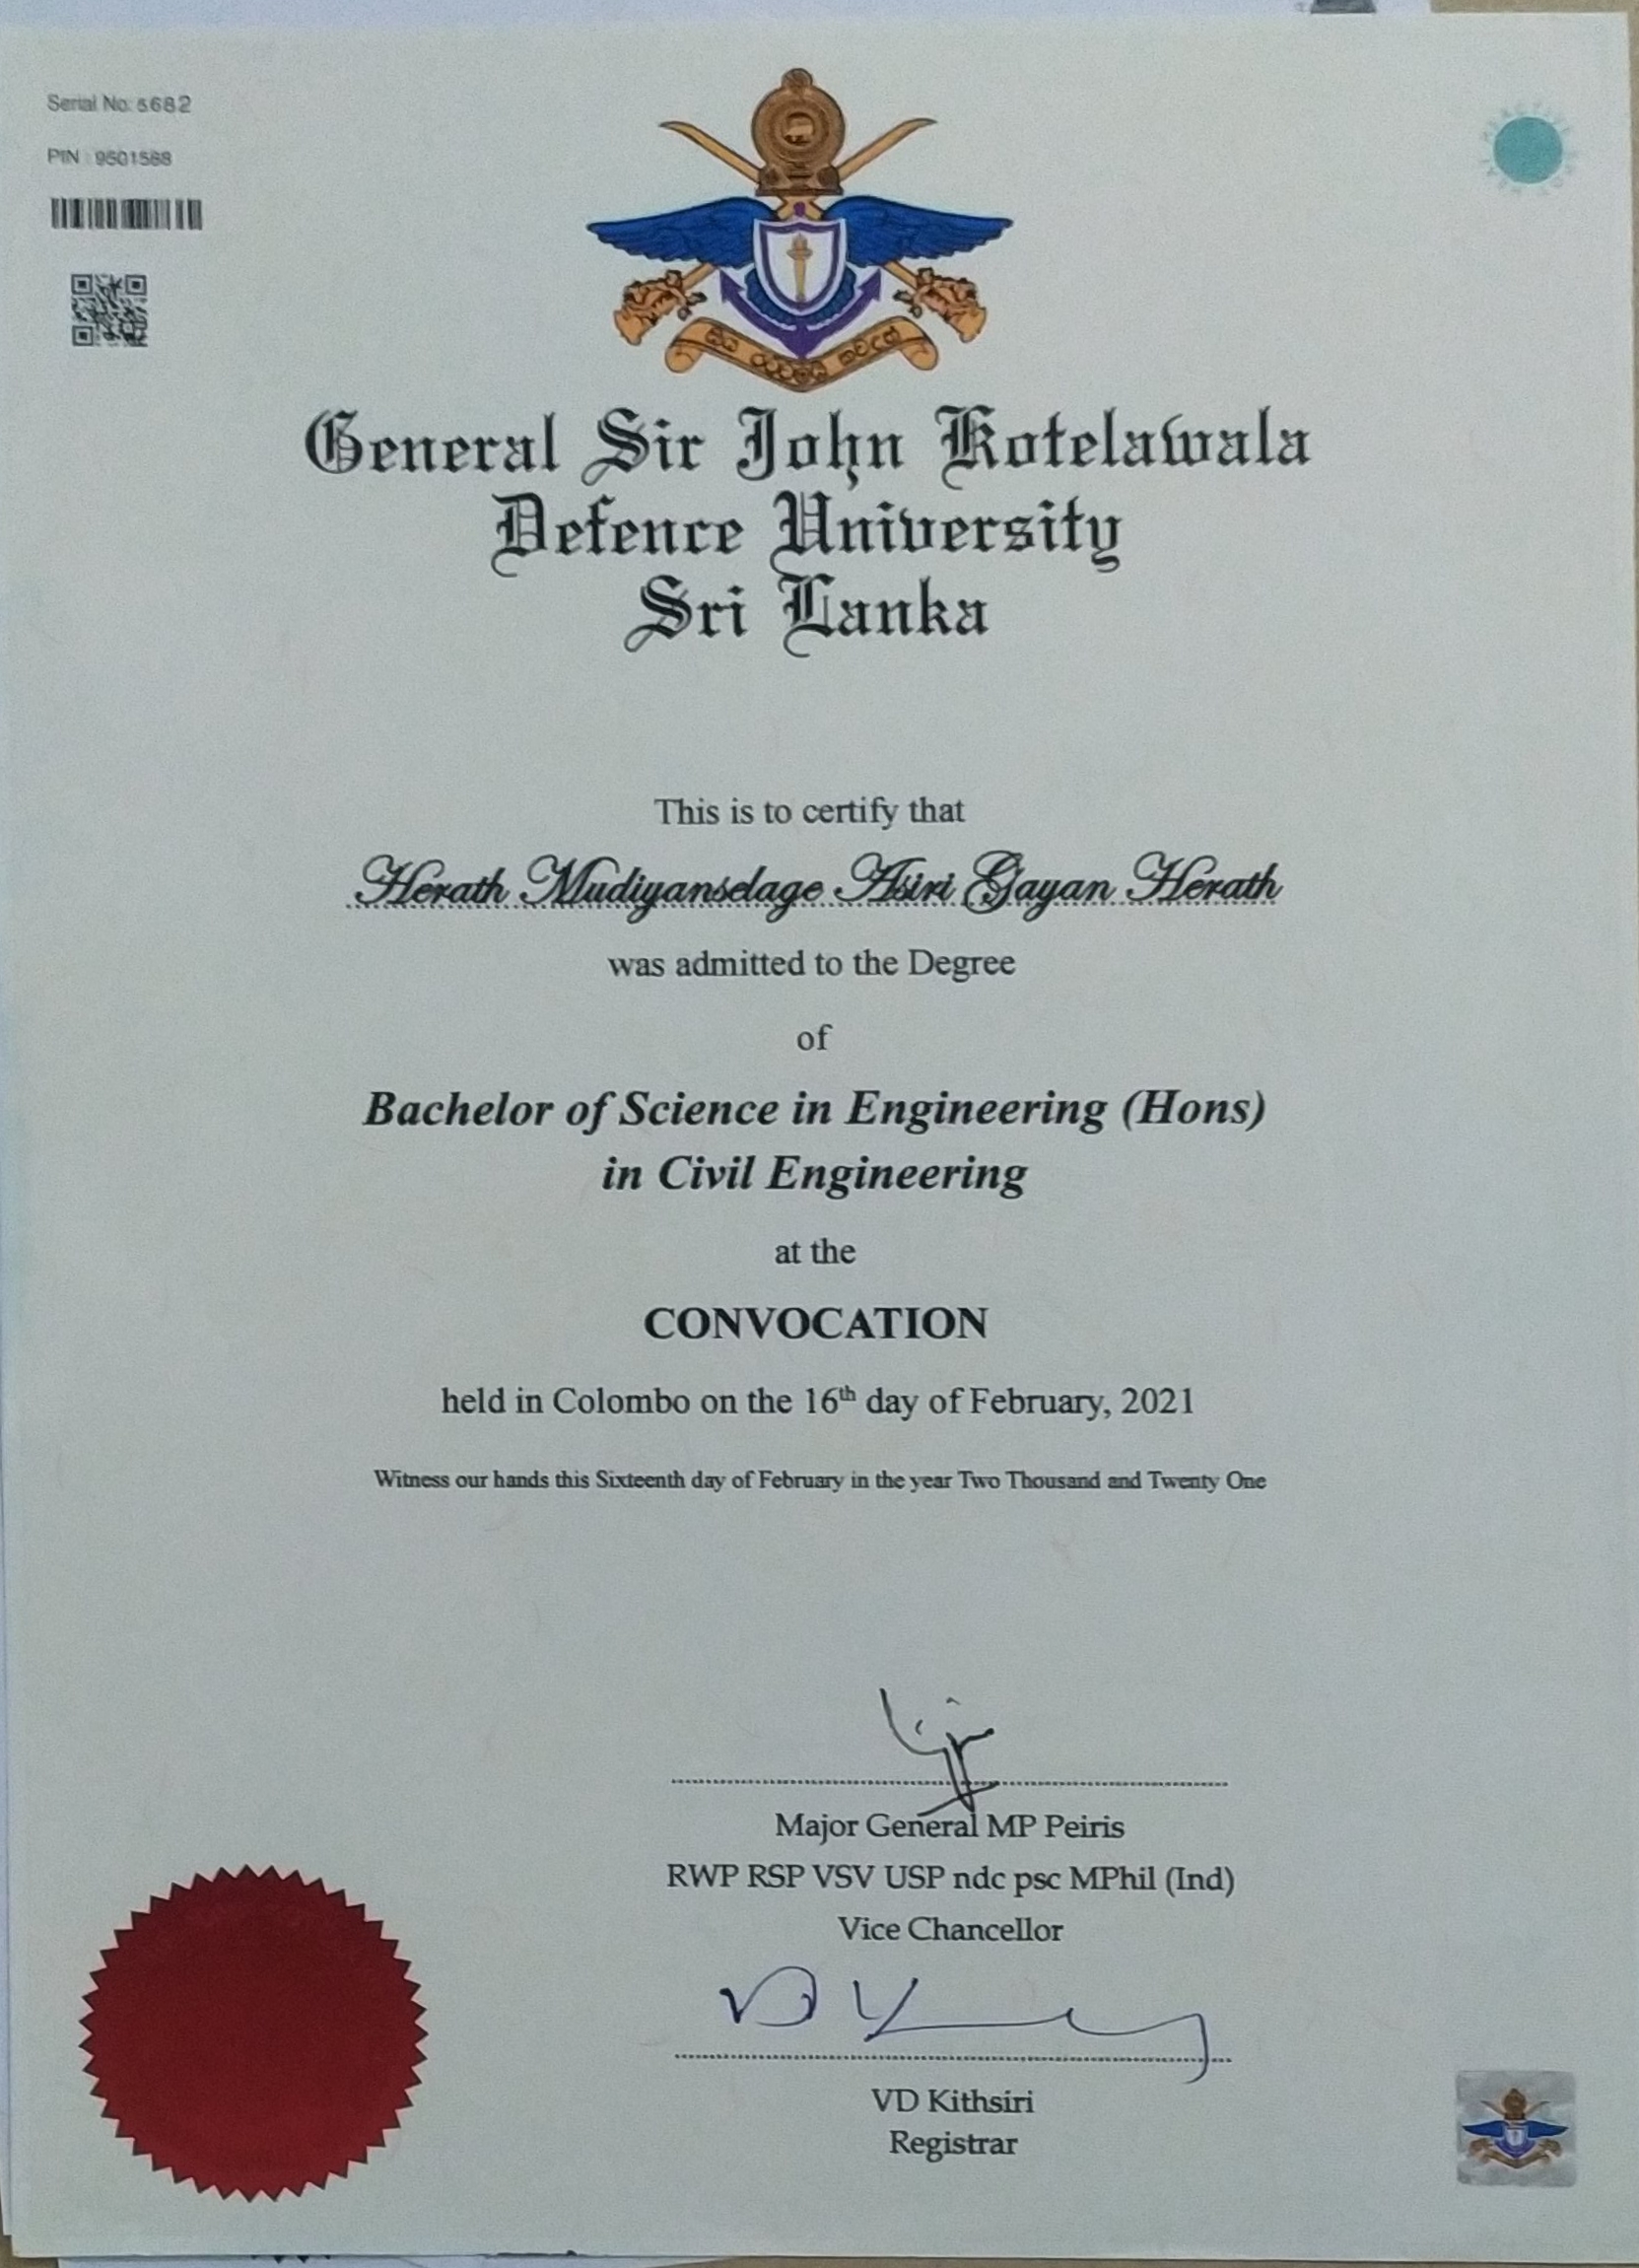 Serial No: 5682
PIN : 9501568
General Sir John Kotelawala
Defence University
Sri Lanka
This is to certify that
Herath Mudiyanselage Asiri Gayan Herath
was admitted to the Degree
of
Bachelor of Science in Engineering (Hons)
in Civil Engineering
at the
CONVOCATION
held in Colombo on the 16th day of February, 2021
Witness our hands this Sixteenth day of February in the year Two Thousand and Twenty One
Major General MP Peiris
RWP RSP VSV USP ndc psc MPhil (Ind)
Vice Chancellor
VD Kithsiri
Registrar